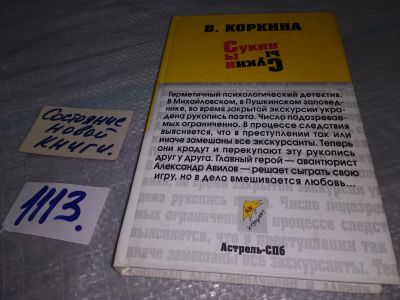 В. КОРКИНА
Сукин
ы
Сукин
ы
Герметичный психологический детектив.
В Михайловском, в Пушкинском заповед-
нике, во время закрытой экскурсии укра-
дена рукопись поэта. Число подозревае-
мых ограничено. В процессе следствия
выясняется, что в преступлении так или
иначе замешаны все экскурсанты. Теперь
они крадут и перекупают эту рукопись
друг у друга. Главный герой — авантюрист
Александр Авилов — решает сыграть свою
игру, но в дело вмешивается любовь...
Астрель-СПб
Состояние
новой
книги.
1113.